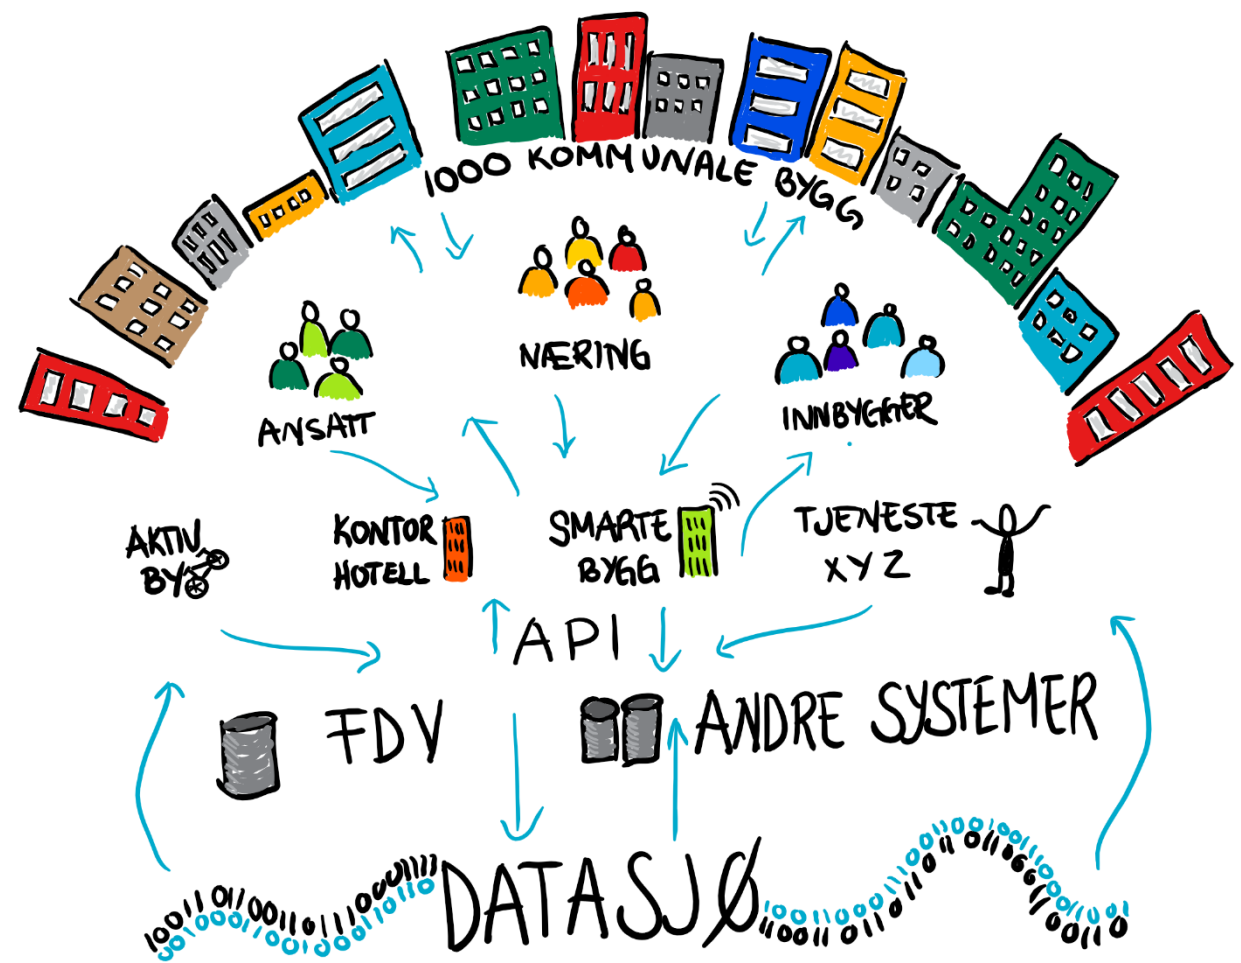 1000 KOMMUNALE BYGG
NÆRING
ANSATT
INNBYGGER
AKTIV
BY
KONTOR
HOTELL
SMARTE
BYGG
TJENESTE
XYZ
API
FDV
ANDRE SYSTEMER
DATASJØ